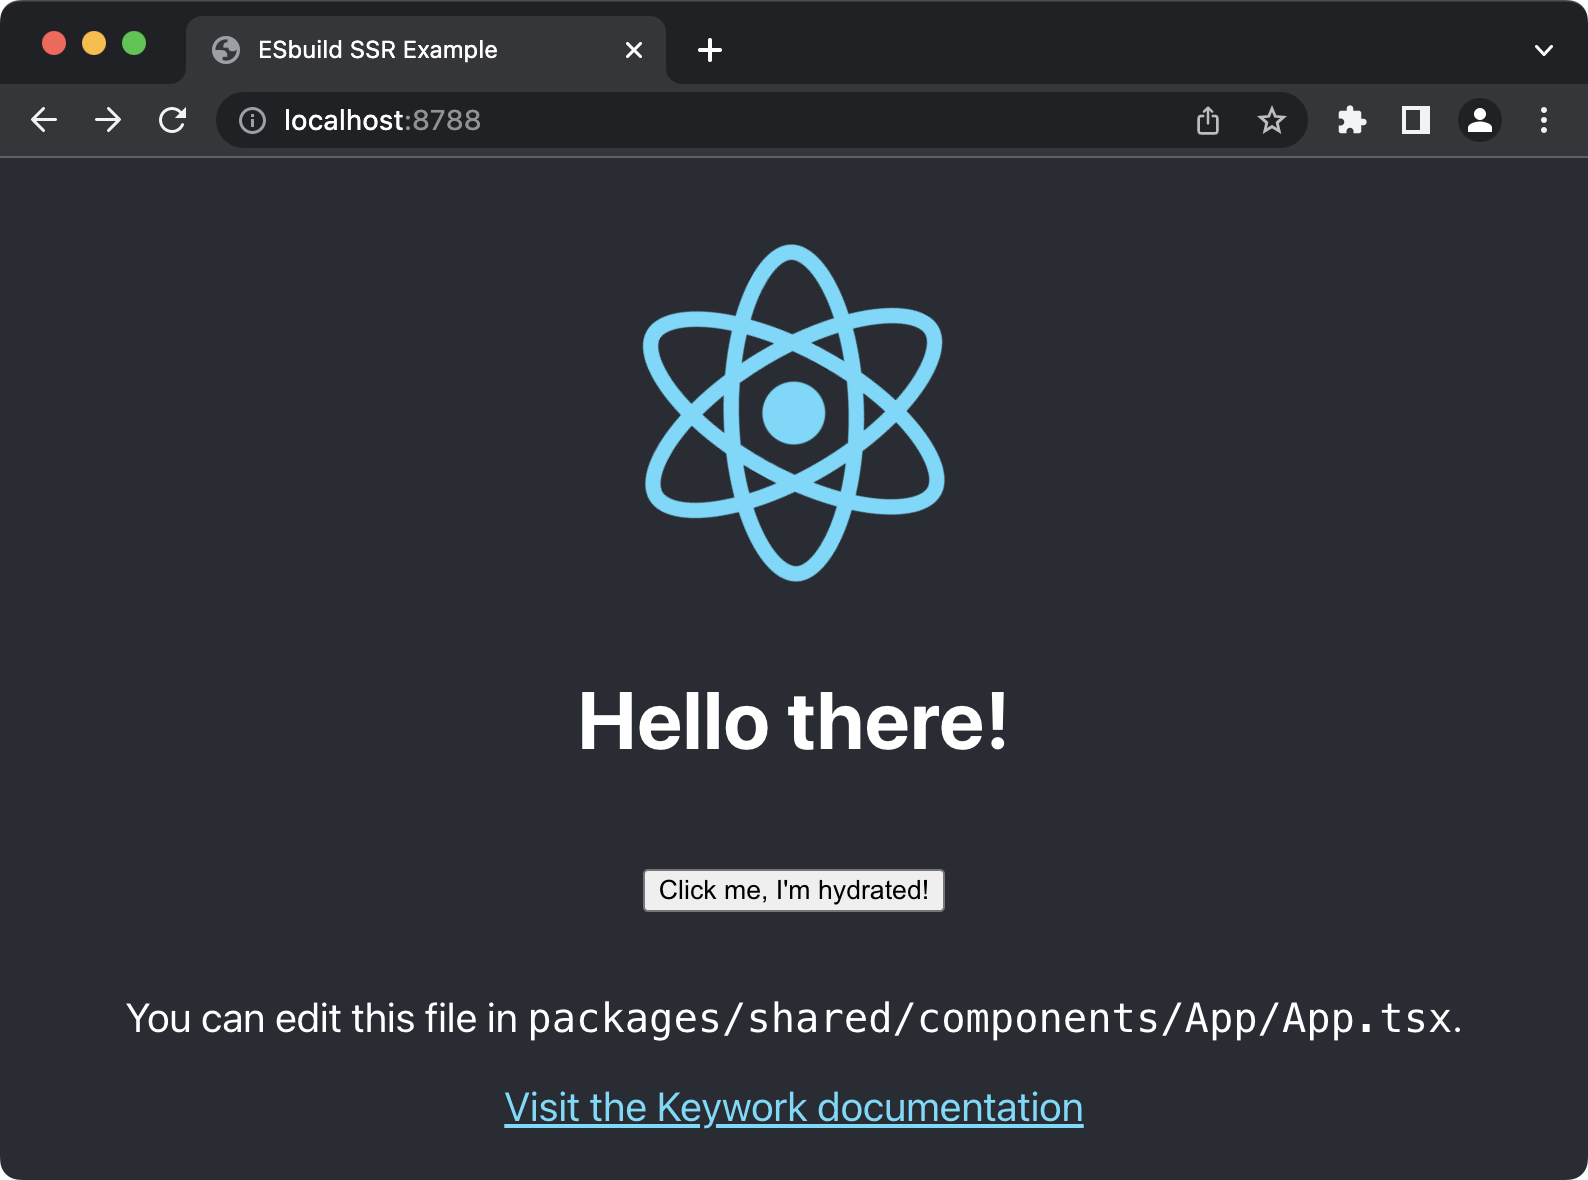 ESbuild SSR Example
localhost:8788
Hello there!
Click me, I'm hydrated!
You can edit this file in packages/shared/components/App/App.tsx.
Visit the Keywork documentation